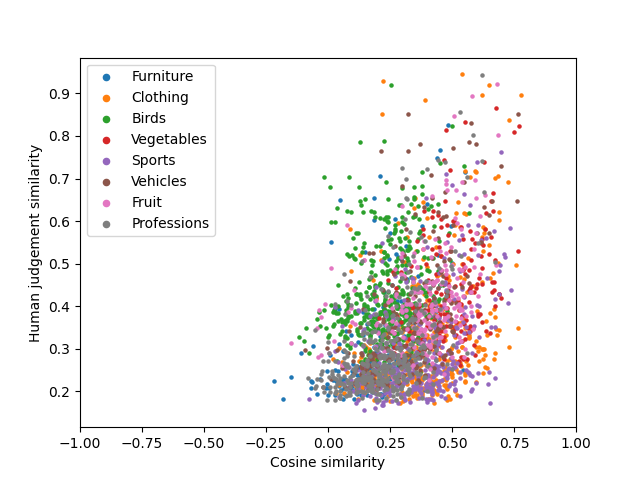 Furniture
Clothing
Birds
Vegetables
Sports
Vehicles
Fruit
Professions
Human judgement similarity
0.9
0.8
0.7
0.6
0.5
0.4
0.3
0.2
−1.00 −0.75 −0.50 −0.25 0.00 0.25 0.50 0.75 1.00
Cosine similarity